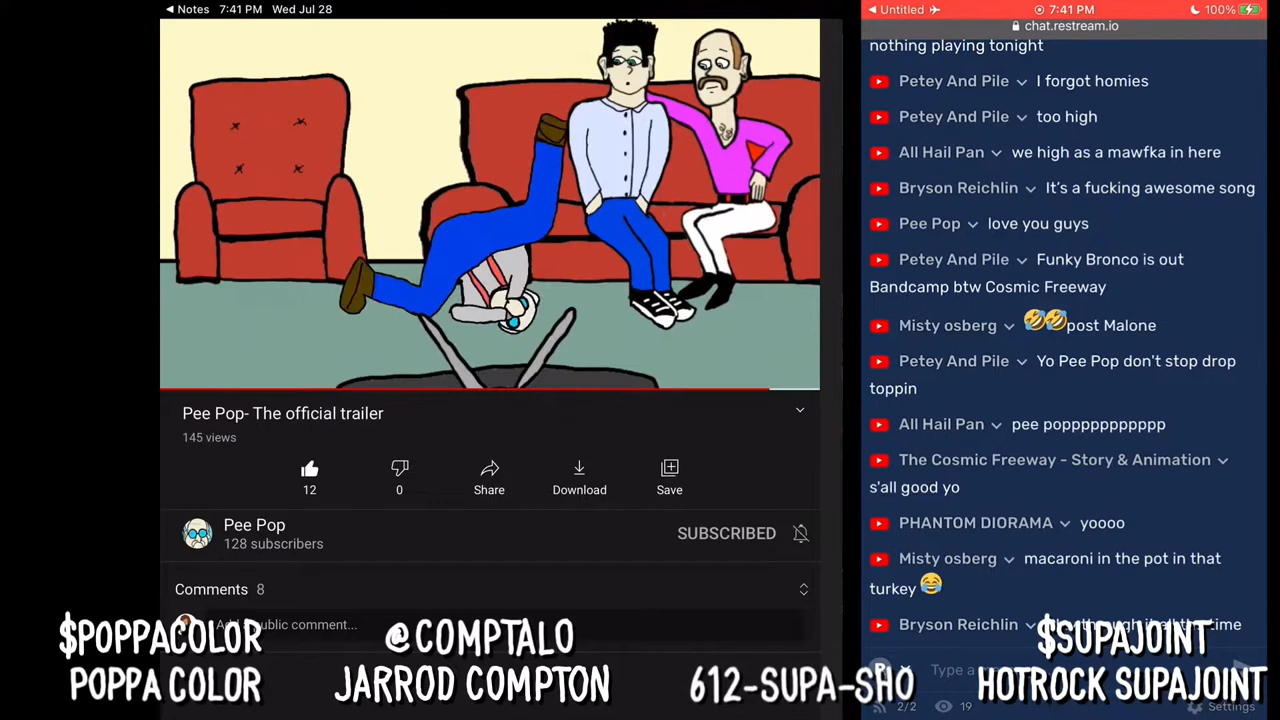 Notes 7:41 PM Wed Jul 28
Untitled 7:41 PM 100%
chat.restream.io
nothing playing tonight
Petey And Pile I forgot homies
Petey And Pile too high
All Hail Pan we high as a mawfka in here
Bryson Reichlin It's a fucking awesome song
Pee Pop love you guys
Petey And Pile Funky Bronco is out
Bandcamp btw Cosmic Freeway
Misty osberg 🤣🤣post Malone
Petey And Pile Yo Pee Pop don't stop drop
toppin
All Hail Pan pee popppppppppp
The Cosmic Freeway - Story & Animation
s'all good yo
PHANTOM DIORAMA yoooo
Misty osberg macaroni in the pot in that
turkey 😂
Bryson Reichlin
Type a
2/2 19 Settings
Pee Pop- The official trailer
145 views
12 0 Share Download Save
Pee Pop SUBSCRIBED
128 subscribers
Comments 8
public comment...
$POPPACOLOR @COMPTALO $SUPAJOINT
POPPA COLOR JARROD COMPTON 612-SUPA-SHO HOTROCK SUPAJOINT